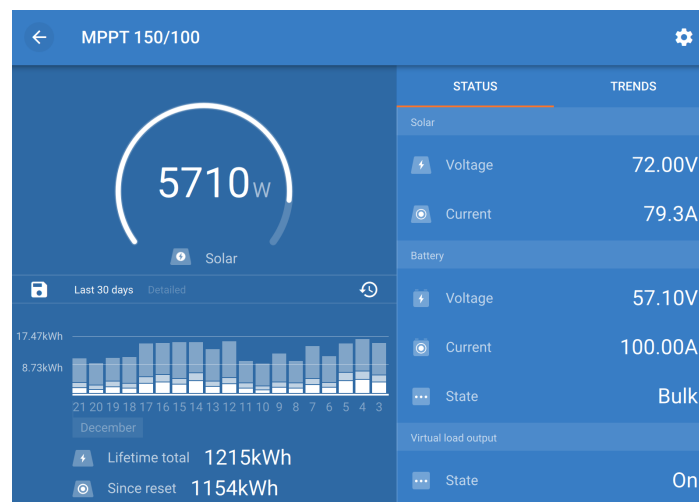 MPPT 150/100
5710W
Solar
Last 30 days Detailed
17.47kWh
8.73kWh
21 20 19 18 17 16 15 14 13 12 11 10 9 8 7 6 5 4 3
December
Lifetime total 1215kWh
Since reset 1154kWh
STATUS TRENDS
Solar
Voltage 72.00V
Current 79.3A
Battery
Voltage 57.10V
Current 100.00A
State Bulk
Virtual load output
State On